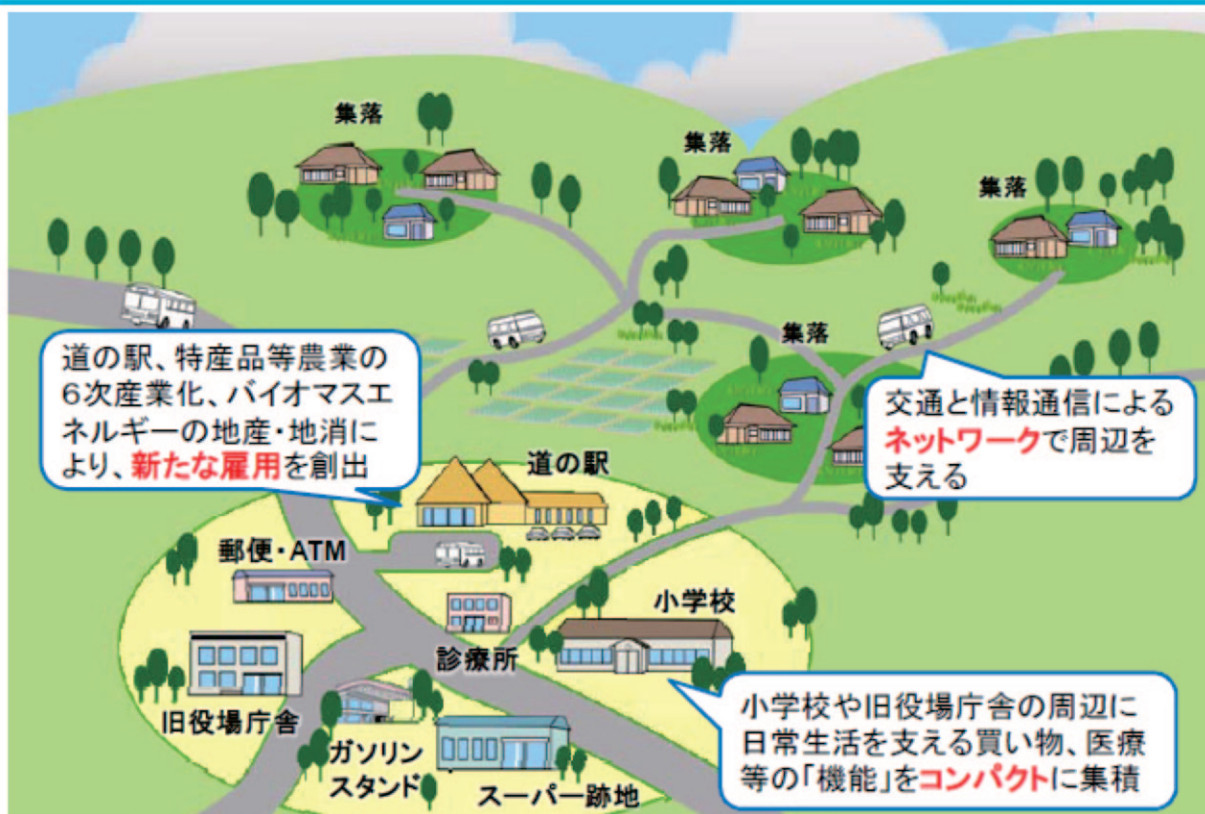 集落
集落
集落
集落
道の駅、特産品等農業の
６次産業化、バイオマスエ
ネルギーの地産・地消に
より、新たな雇用を創出
交通と情報通信による
ネットワークで周辺を
支える
道の駅
郵便・ATM
小学校
診療所
旧役場庁舎
ガソリン
スタンド
スーパー跡地
小学校や旧役場庁舎の周辺に
日常生活を支える買い物、医療
等の「機能」をコンパクトに集積